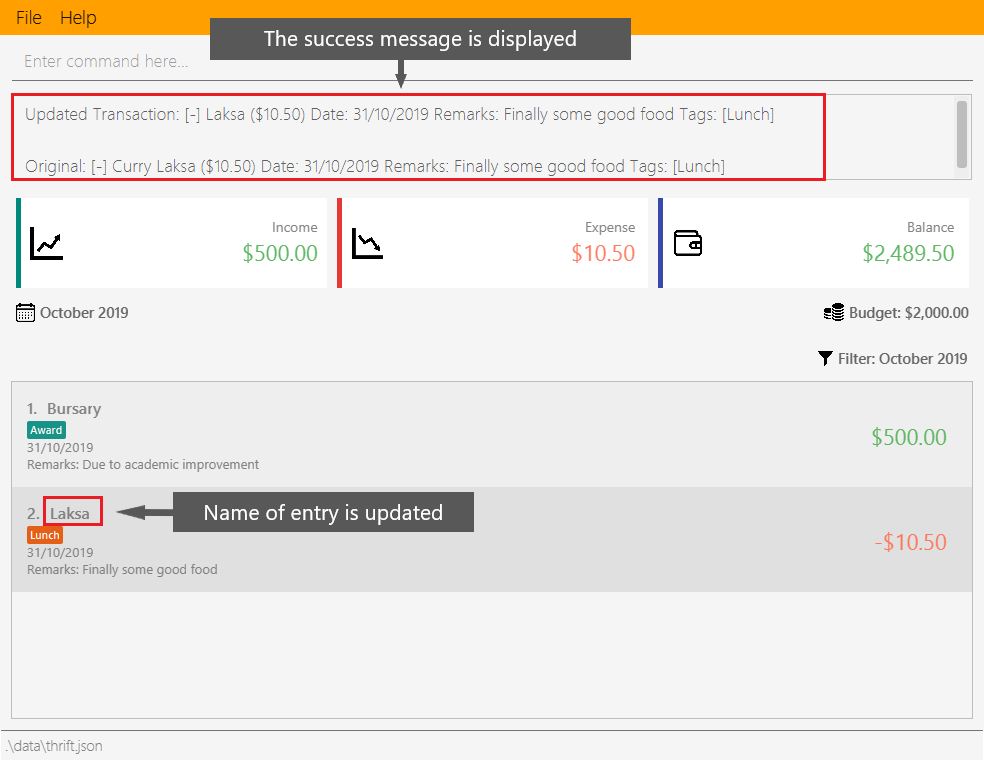 File Help
The success message is displayed
Enter command here...
Updated Transaction: [-] Laksa ($10.50) Date: 31/10/2019 Remarks: Finally some good food Tags: [Lunch]
Original: [-] Curry Laksa ($10.50) Date: 31/10/2019 Remarks: Finally some good food Tags: [Lunch]
Income
$500.00
Expense
$10.50
Balance
$2,489.50
October 2019
Budget: $2,000.00
Filter: October 2019
1. Bursary
Award
31/10/2019
Remarks: Due to academic improvement
$500.00
2. Laksa
Name of entry is updated
Lunch
31/10/2019
Remarks: Finally some good food
-$10.50
.\data\thrift.json